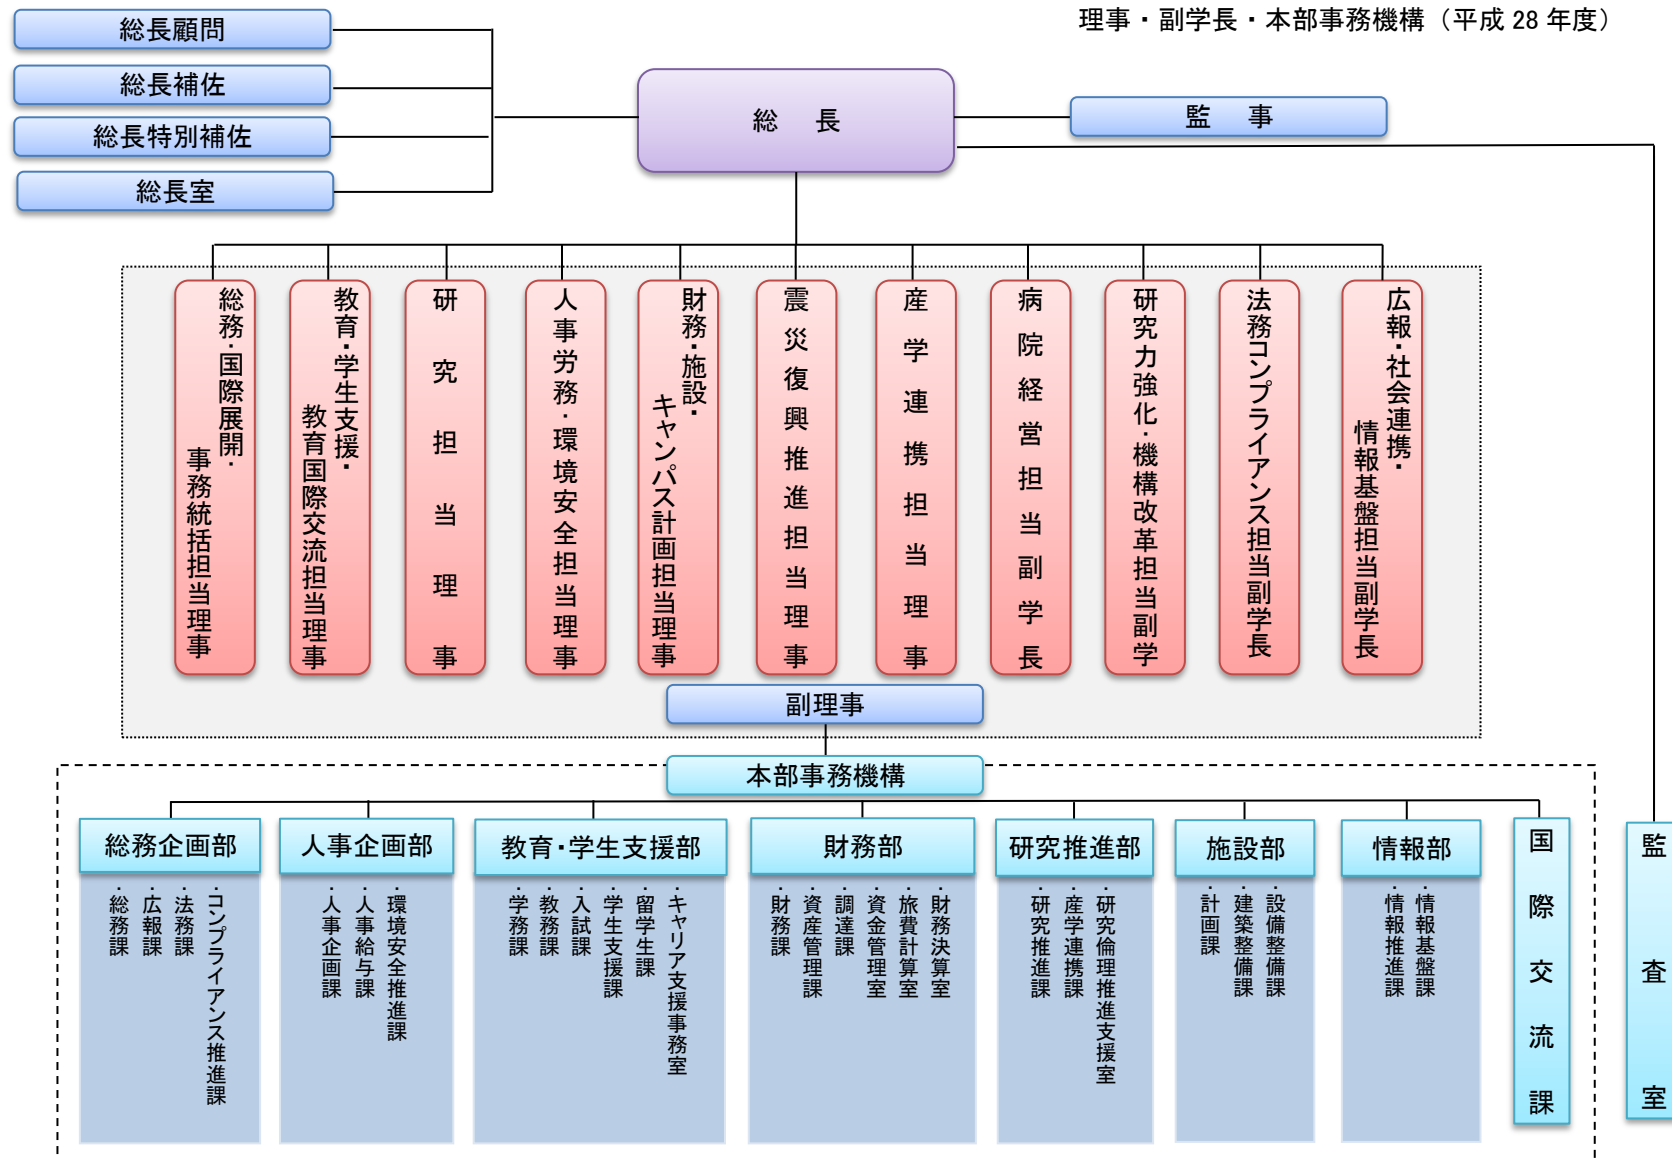 理事・副学長・本部事務機構（平成 28 年度）
総長顧問
総長補佐
総長特別補佐
総長室
総　長
監　事
総務・国際展開・
事務統括担当理事
教育・学生支援・
教育国際交流担当理事
研究担当理事
人事労務・環境安全担当理事
財務・施設・
キャンパス計画担当理事
震災復興推進担当理事
産学連携担当理事
病院経営担当副学長
研究力強化・機構改革担当副学
法務コンプライアンス担当副学長
広報・社会連携・
情報基盤担当副学長
副理事
本部事務機構
総務企画部
・総務課
・広報課
・法務課
・コンプライアンス推進課
人事企画部
・人事企画課
・人事給与課
・環境安全推進課
教育・学生支援部
・学務課
・教務課
・入試課
・学生支援課
・留学生課
・キャリア支援事務室
財務部
・財務課
・資産管理課
・調達課
・資金管理室
・旅費計算室
・財務決算室
研究推進部
・研究推進課
・産学連携課
・研究倫理推進支援室
施設部
・計画課
・建築整備課
・設備整備課
情報部
・情報推進課
・情報基盤課
国際交流課
監査室